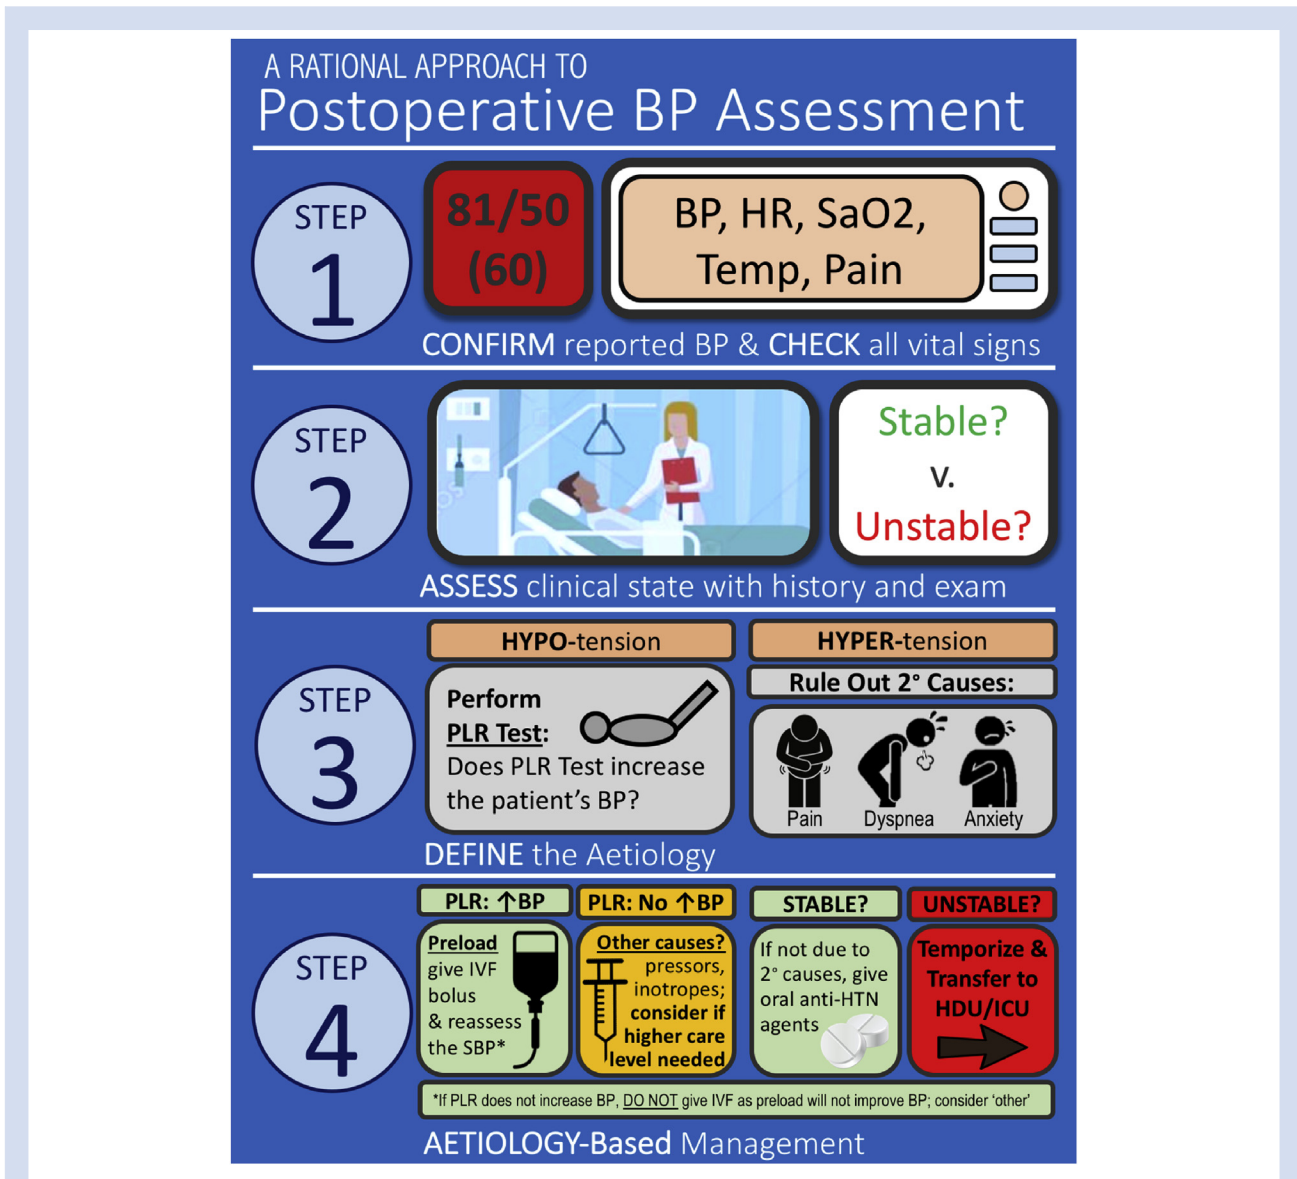 A RATIONAL APPROACH TO
Postoperative BP Assessment
STEP
1
81/50
(60)
BP, HR, SaO2,
Temp, Pain
CONFIRM reported BP & CHECK all vital signs
STEP
2
Stable?
v.
Unstable?
ASSESS clinical state with history and exam
STEP
3
HYPO-tension
Perform
PLR Test:
Does PLR Test increase
the patient's BP?
HYPER-tension
Rule Out 2° Causes:
Pain
Dyspnea
Anxiety
DEFINE the Aetiology
STEP
4
PLR: ↑BP
Preload
give IVF
bolus
& reassess
the SBP*
PLR: No ↑BP
Other causes?
pressors,
inotropes;
consider if
higher care
level needed
STABLE?
If not due to
2° causes, give
oral anti-HTN
agents
UNSTABLE?
Temporize &
Transfer to
HDU/ICU
*If PLR does not increase BP, DO NOT give IVF as preload will not improve BP; consider 'other'
AETIOLOGY-Based Management